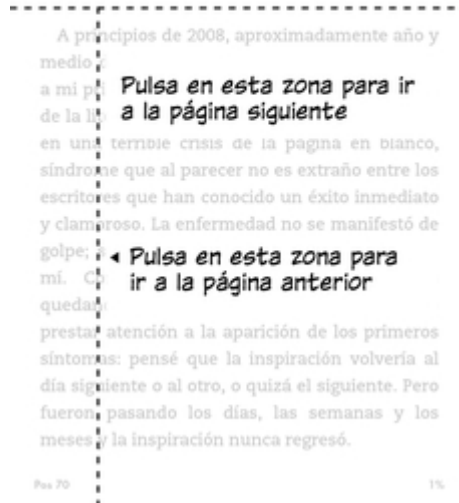 A principios de 2008, aproximadamente año y
medio
Pulsa en esta zona para ir
a mi
a la página siguiente
de la
en una terrible crisis de la página en blanco,
síndrome que al parecer no es extraño entre los
escritores que han conocido un éxito inmediato
y clamoroso. La enfermedad no se manifestó de
golpe;
◂ Pulsa en esta zona para
mí.
ir a la página anterior
quedan
prestar atención a la aparición de los primeros
síntomas: pensé que la inspiración volvería al
día siguiente o al otro, o quizá el siguiente. Pero
fueron pasando los días, las semanas y los
meses y la inspiración nunca regresó.
Pos 70 1%